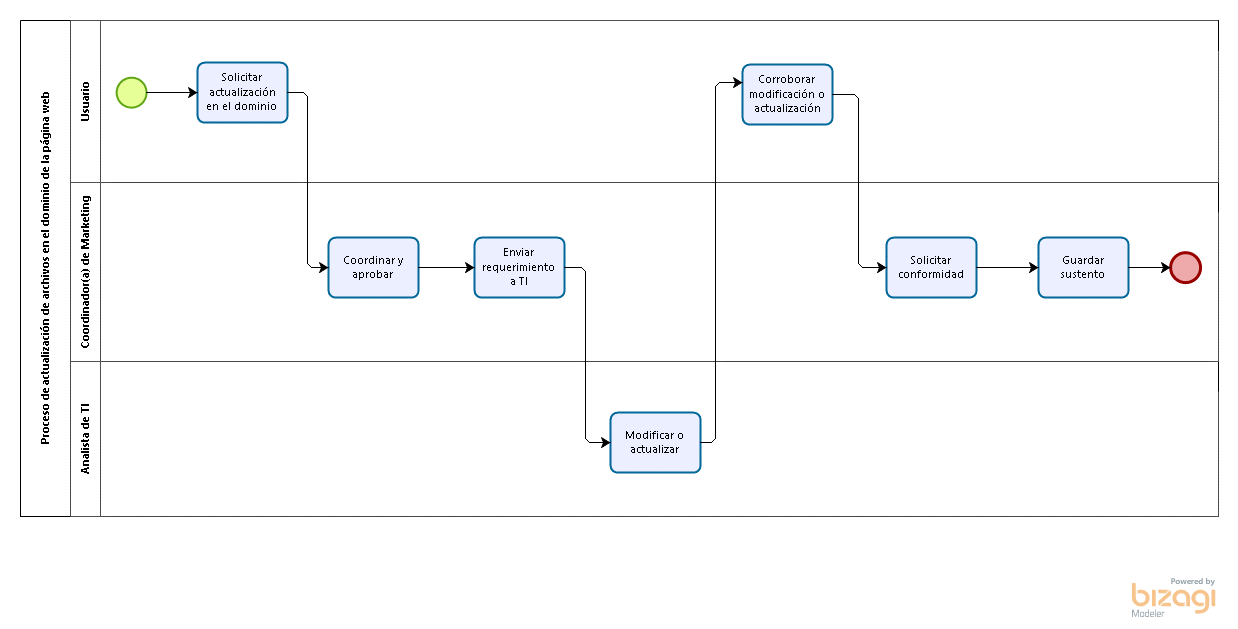 Proceso de actualización de archivos en el dominio de la página web
Usuario
Solicitar
actualización
en el dominio
Corroborar
modificación o
actualización
Coordinador(a) de Marketing
Coordinar y
aprobar
Enviar
requerimiento
a TI
Solicitar
conformidad
Guardar
sustento
Analista de TI
Modificar o
actualizar
Powered by
bizagi
Modeler